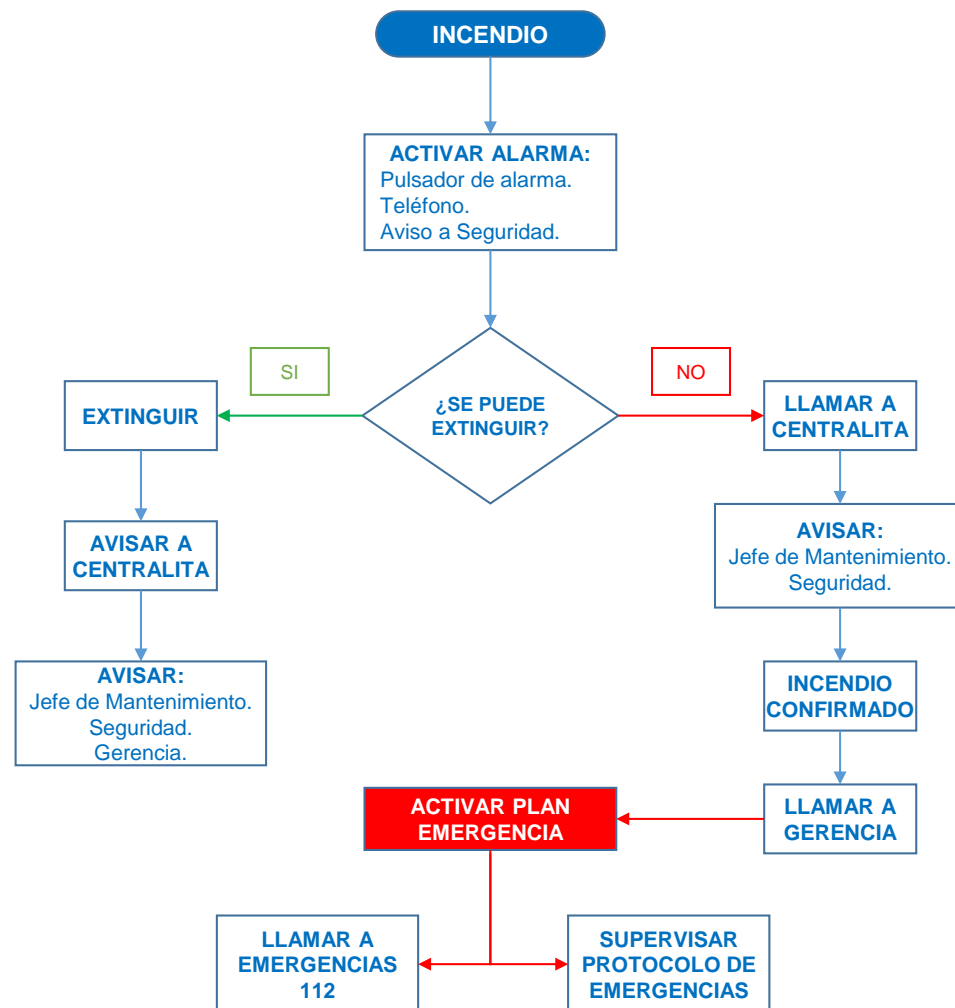 INCENDIO
ACTIVAR ALARMA:
Pulsador de alarma.
Teléfono.
Aviso a Seguridad.
SI
NO
¿SE PUEDE
EXTINGUIR?
EXTINGUIR
LLAMAR A
CENTRALITA
AVISAR A
CENTRALITA
AVISAR:
Jefe de Mantenimiento.
Seguridad.
AVISAR:
Jefe de Mantenimiento.
Seguridad.
Gerencia.
INCENDIO
CONFIRMADO
LLAMAR A
GERENCIA
ACTIVAR PLAN
EMERGENCIA
LLAMAR A
EMERGENCIAS
112
SUPERVISAR
PROTOCOLO DE
EMERGENCIAS